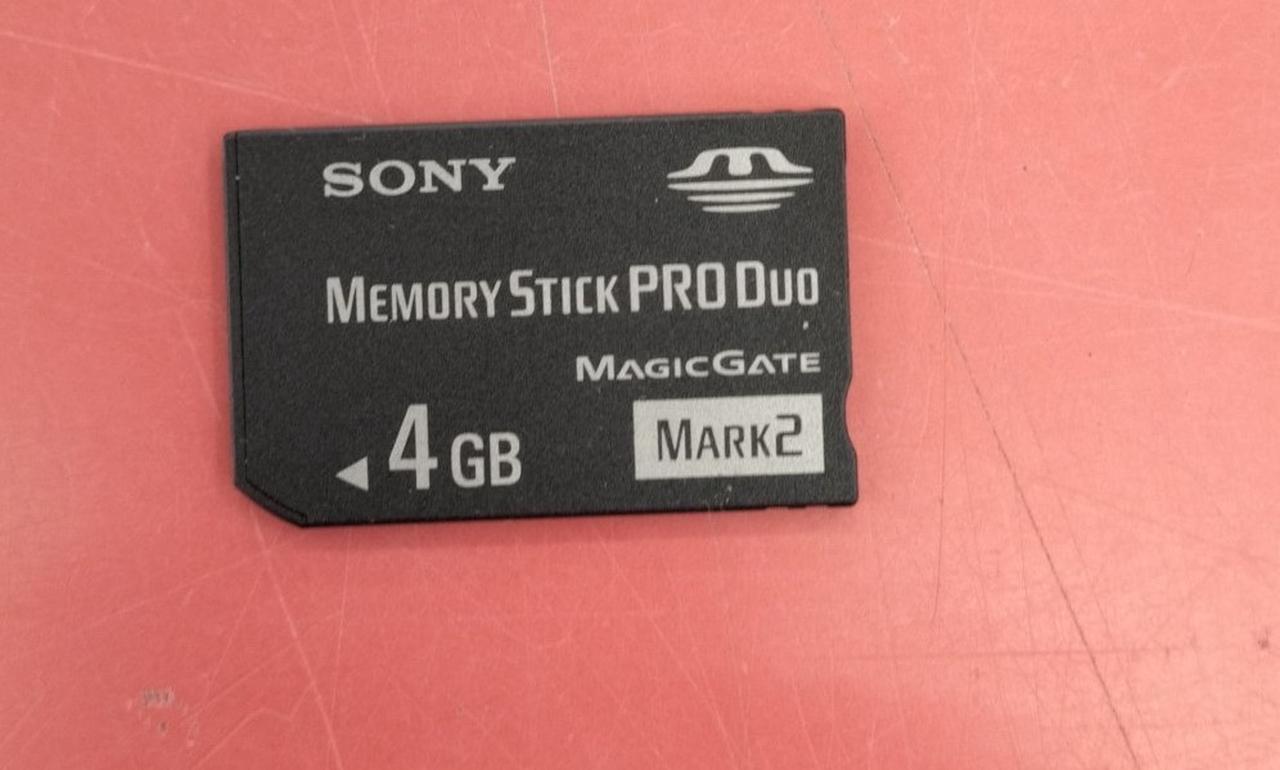 SONY
MEMORY STICK PRO DUO
MAGICGATE
4 GB
MARK2